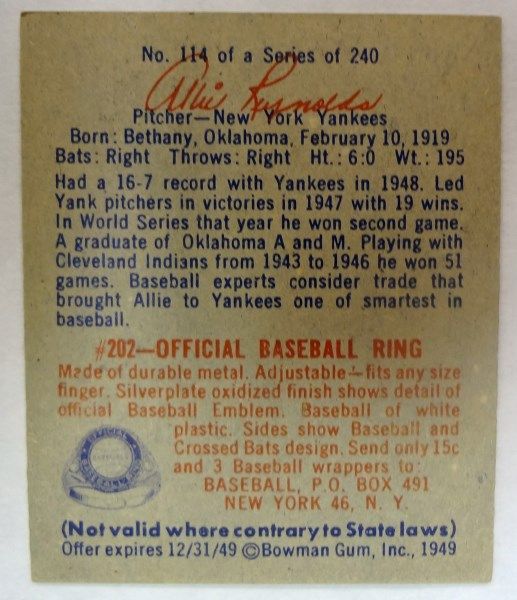 No. 114 of a Series of 240
Allie Reynolds
Pitcher—New York Yankees
Born: Bethany, Oklahoma, February 10, 1919
Bats: Right Throws: Right Ht.: 6:0 Wt.: 195
Had a 16-7 record with Yankees in 1948. Led
Yank pitchers in victories in 1947 with 19 wins.
In World Series that year he won second game.
A graduate of Oklahoma A and M. Playing with
Cleveland Indians from 1943 to 1946 he won 51
games. Baseball experts consider trade that
brought Allie to Yankees one of smartest in
baseball.
#202—OFFICIAL BASEBALL RING
Made of durable metal. Adjustable—fits any size
finger. Silverplate oxidized finish shows detail of
official Baseball Emblem. Baseball of white
plastic. Sides show Baseball and
Crossed Bats design. Send only 15c
and 3 Baseball wrappers to:
BASEBALL, P.O. BOX 491
NEW YORK 46, N. Y.
OFFICIAL
BASEBALL RING
(Not valid where contrary to State laws)
Offer expires 12/31/49 ©Bowman Gum, Inc., 1949